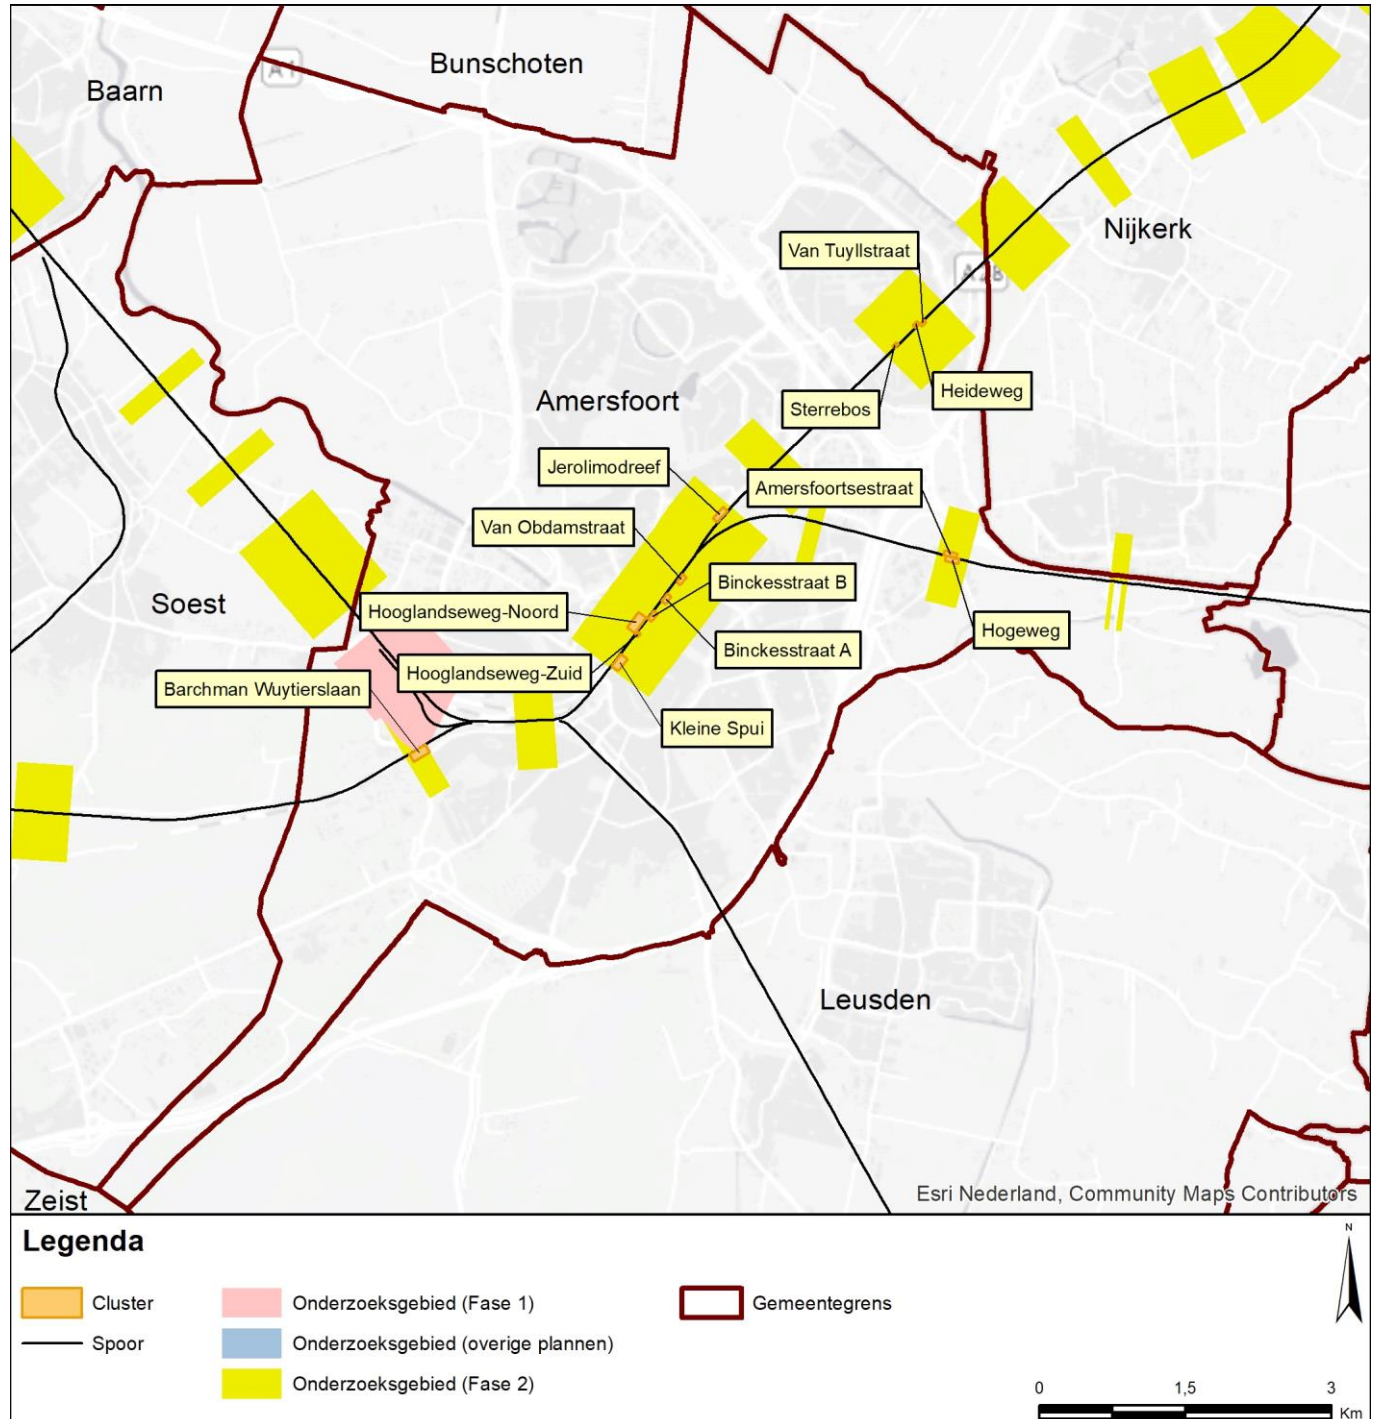 Bunschoten
A1
Baarn
Nijkerk
Van Tuyllstraat
A28
Heideweg
Amersfoort
Sterrebos
Jerolimodreef
Amersfoortsestraat
Van Obdamstraat
Binckesstraat B
Soest
Hooglandseweg-Noord
Hogeweg
Binckesstraat A
Hooglandseweg-Zuid
Barchman Wuytierslaan
Kleine Spui
Leusden
Zeist
Esri Nederland, Community Maps Contributors
Legenda
N
Cluster
Onderzoeksgebied (Fase 1)
Gemeentegrens
Spoor
Onderzoeksgebied (overige plannen)
Onderzoeksgebied (Fase 2)
0 1,5 3
Km